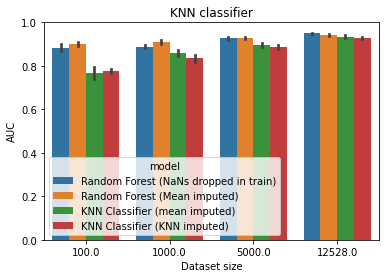 KNN classifier
1.0
0.8
0.6
0.4
0.2
0.0
AUC
model
Random Forest (NaNs dropped in train)
Random Forest (Mean imputed)
KNN Classifier (mean imputed)
KNN Classifier (KNN imputed)
100.0 1000.0 5000.0 12528.0
Dataset size